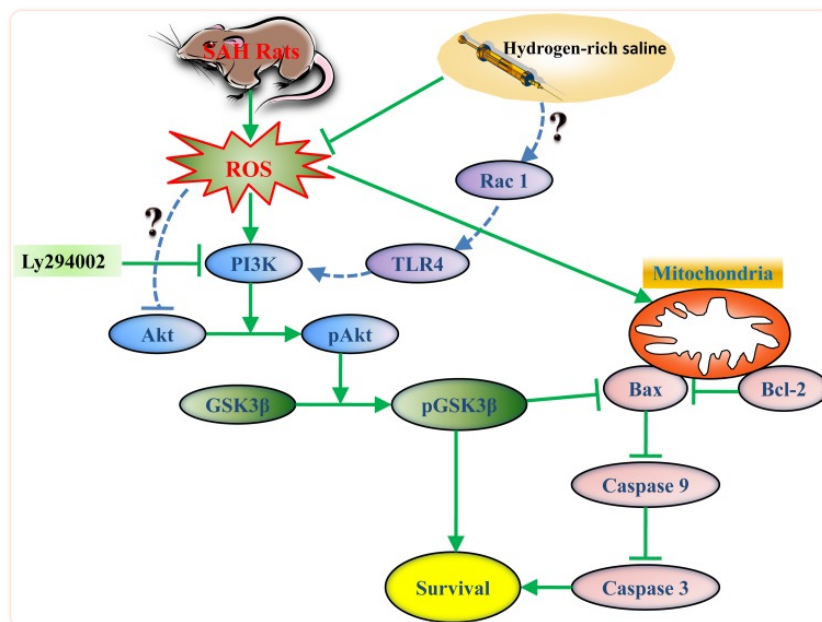 SAH Rats
Hydrogen-rich saline
?
ROS
Rac 1
?
Ly294002
PI3K
TLR4
Mitochondria
Akt
pAkt
GSK3β
pGSK3β
Bax
Bcl-2
Caspase 9
Survival
Caspase 3